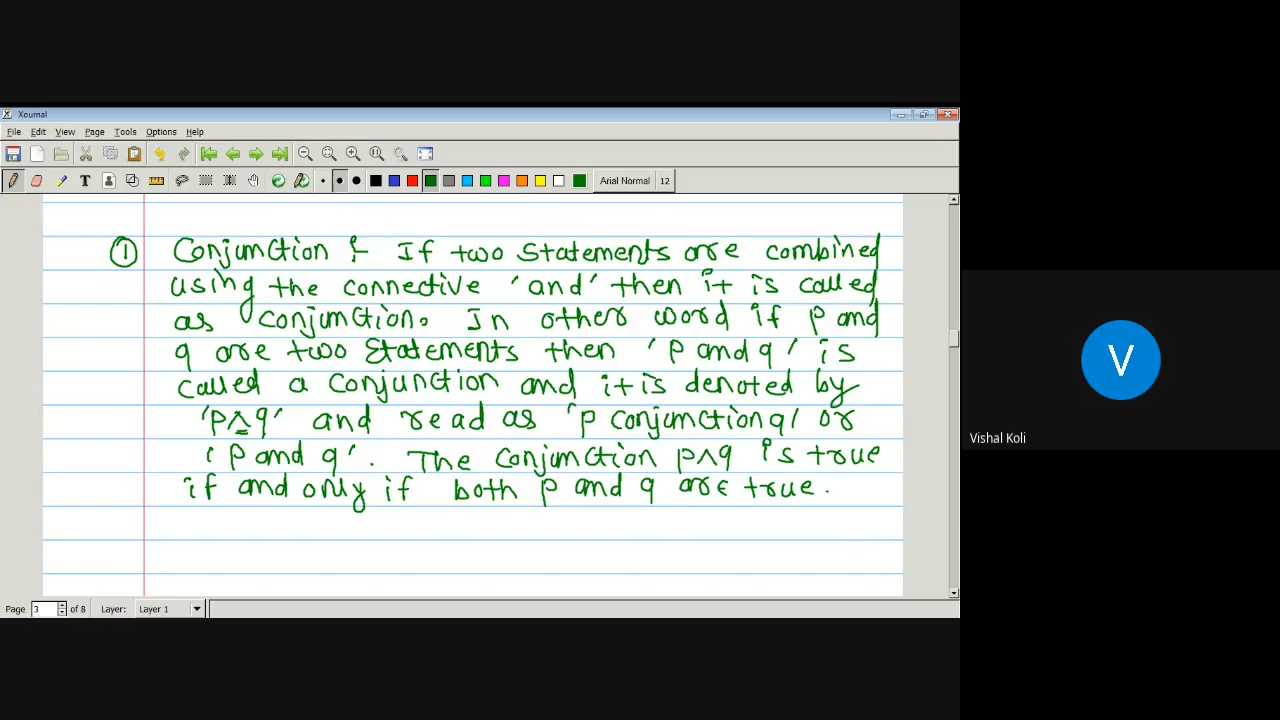 Xournal
File Edit View Page Tools Options Help
Arial Normal 12
① Conjunction :- If two statements are combined
using the connective 'and' then it is called
as conjunction. In other word if p and
q are two statements then 'p and q' is
called a conjunction and it is denoted by
'p∧q' and read as 'p conjunction q' or
'p and q'. The conjunction p∧q is true
if and only if both p and q are true.
Page 3 of 8 Layer: Layer 1
V
Vishal Koli